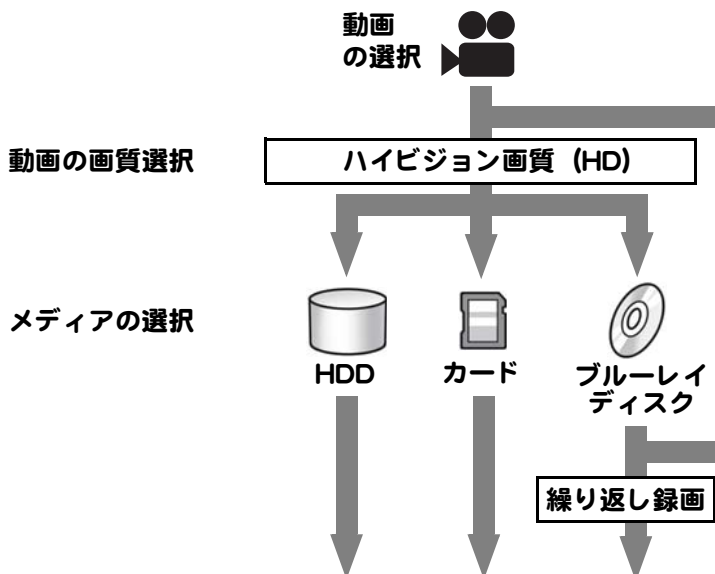 動画
の選択
動画の画質選択
ハイビジョン画質（HD）
メディアの選択
HDD
カード
ブルーレイ
ディスク
繰り返し録画